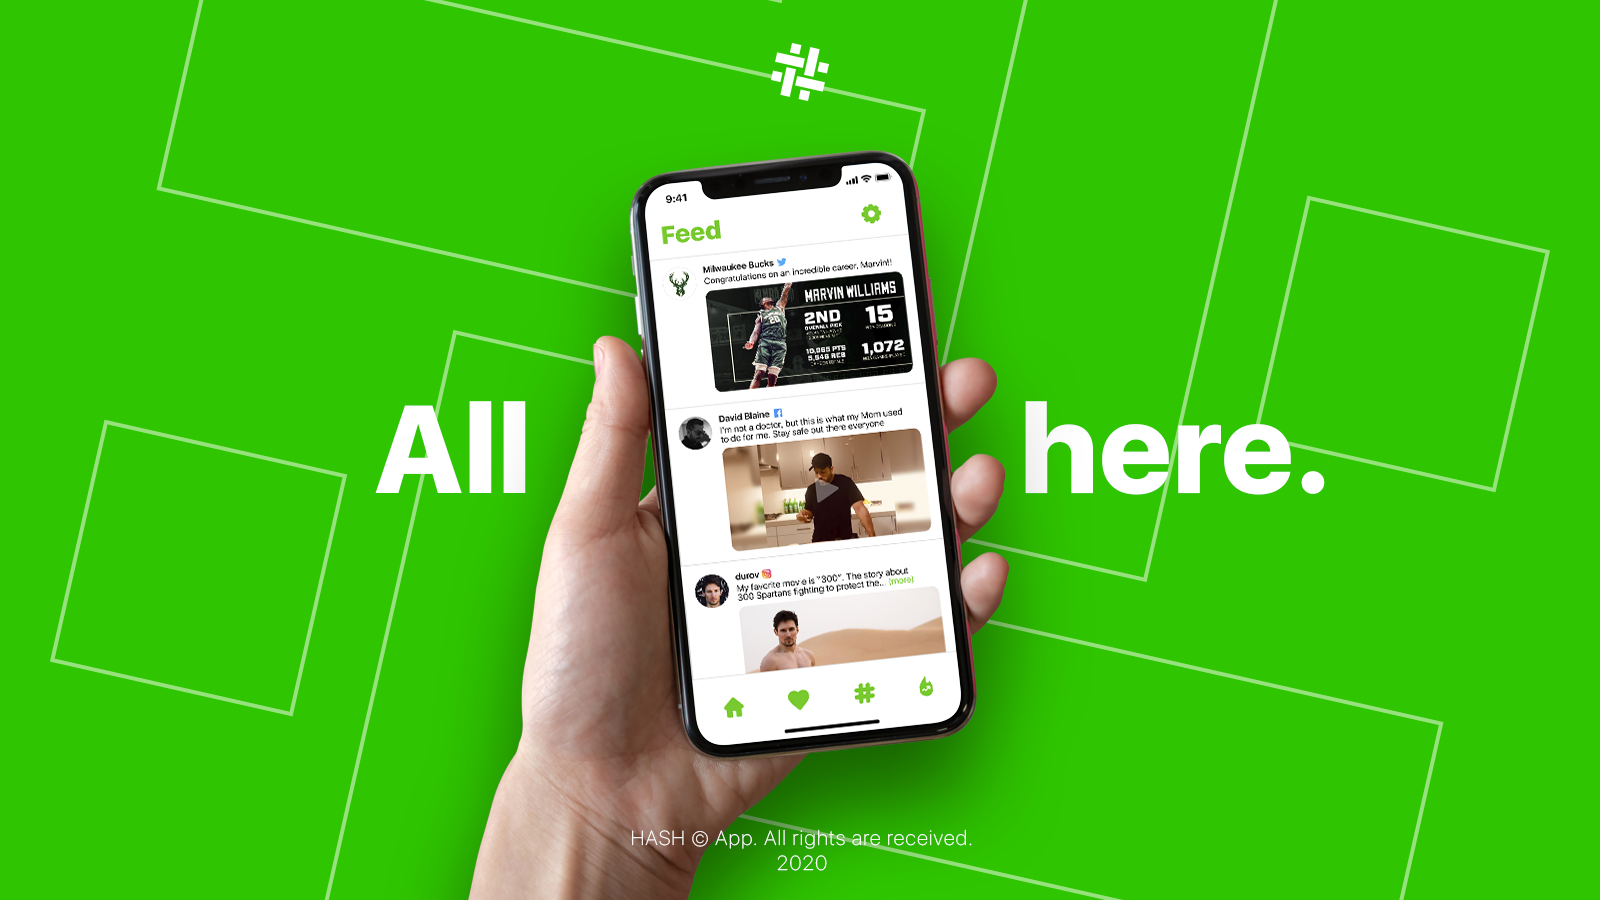 9:41
Feed
Milwaukee Bucks
Congratulations on an incredible career, Marvin!!
MARVIN WILLIAMS
2ND
OVERALL PICK
15
20
10,065 PTS
5,546 REB
1,072
David Blaine
I'm not a doctor, but this is what my Mom used
to do for me. Stay safe out there everyone
All here.
durov
My favorite movie is "300". The story about
300 Spartans fighting to protect the... (more)
HASH © App. All rights are received.
2020